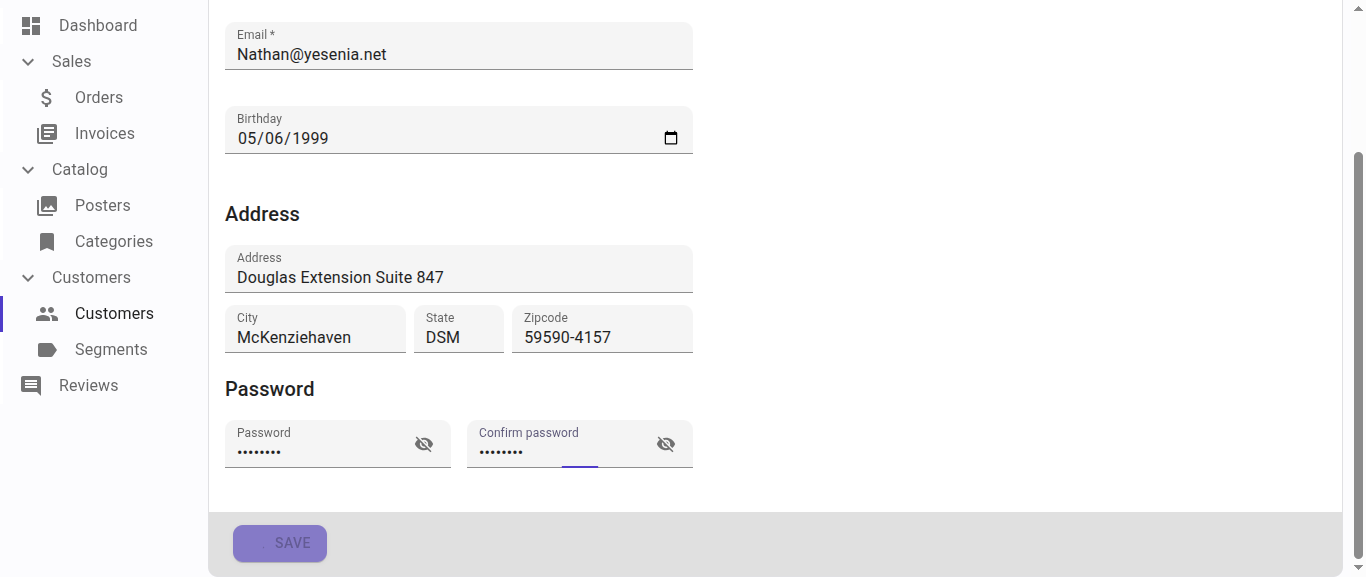 Dashboard
Sales
Orders
Invoices
Catalog
Posters
Categories
Customers
Customers
Segments
Reviews
Email *
Nathan@yesenia.net
Birthday
05/06/1999
Address
Address
Douglas Extension Suite 847
City
McKenziehaven
State
DSM
Zipcode
59590-4157
Password
Password
••••••••
Confirm password
••••••••
SAVE